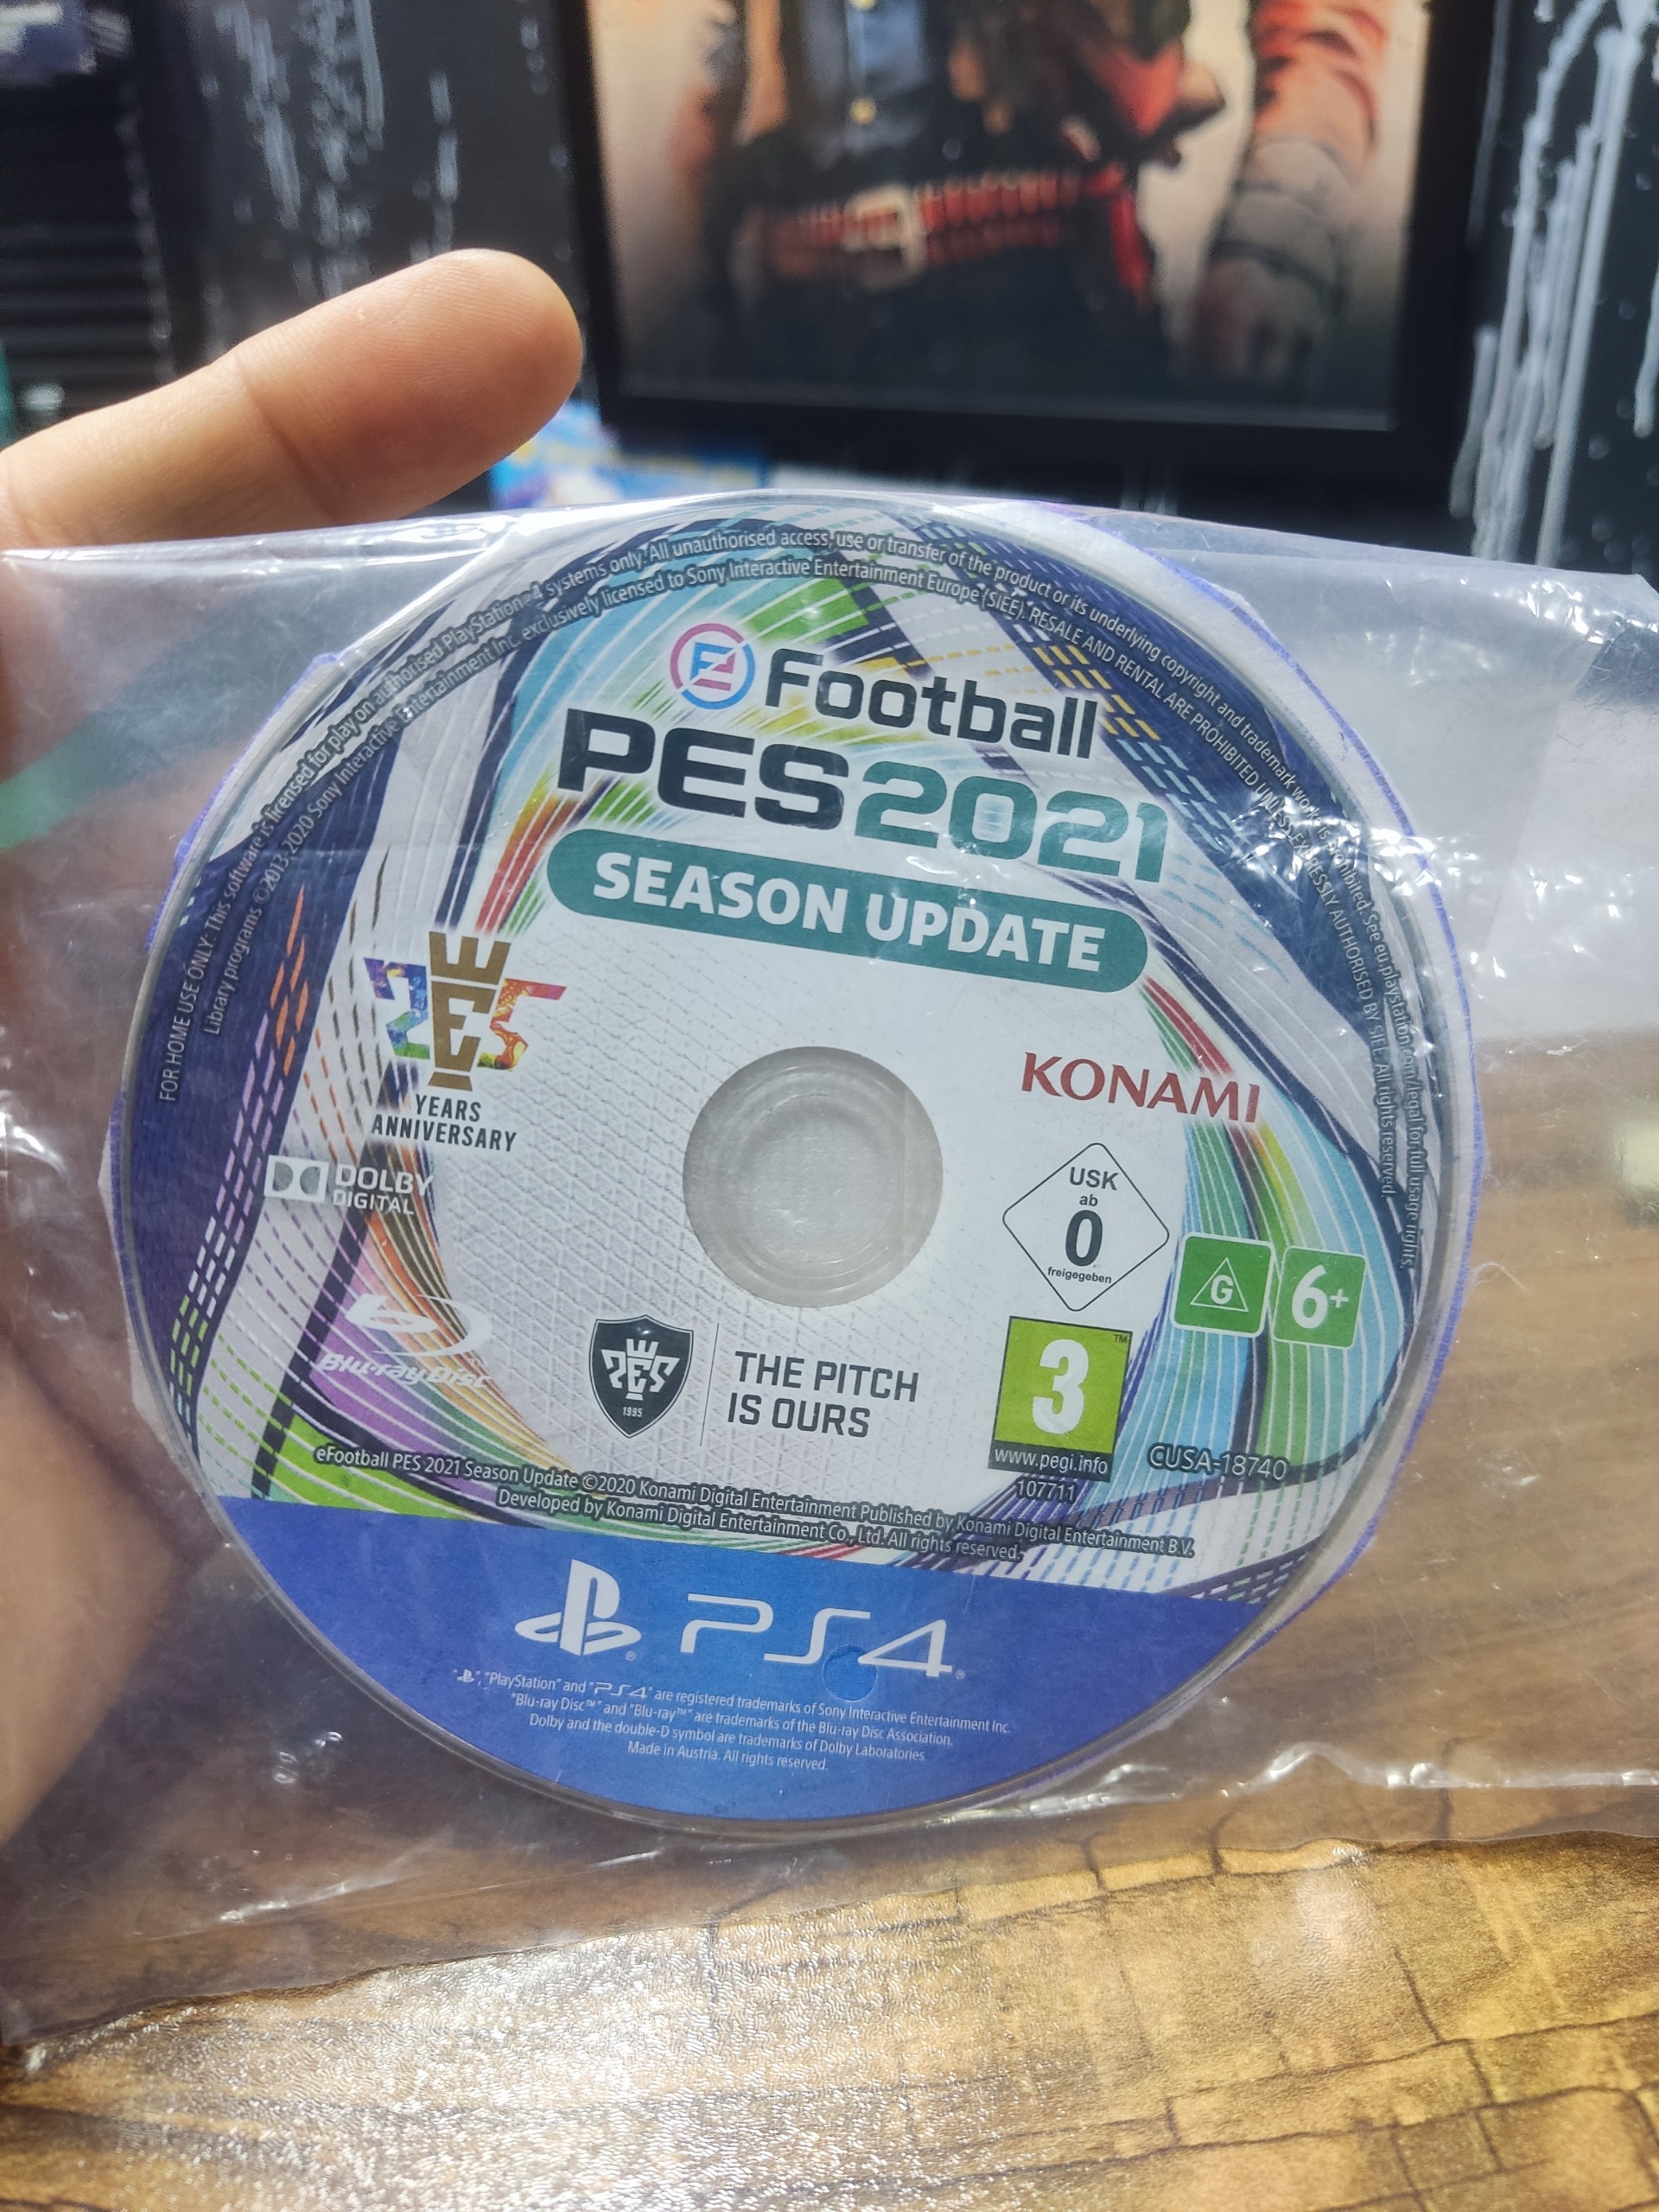 FOR HOME USE ONLY: This software is licensed for play on authorised PlayStation®4 systems only. All unauthorised access, use or transfer of the product or its underlying copyright and trademark works is prohibited. See eu.playstation.com/legal for full usage rights.
Library programs ©2013-2020 Sony Interactive Entertainment Inc. exclusively licensed to Sony Interactive Entertainment Europe (SIEE). RESALE AND RENTAL ARE PROHIBITED UNLESS EXPRESSLY AUTHORISED BY SIEE. All rights reserved.
eFootball
PES2021
SEASON UPDATE
PES
25
YEARS
ANNIVERSARY
KONAMI
DOLBY
DIGITAL
USK
ab
0
freigegeben
G
6+
Blu-ray Disc
PES
1995
THE PITCH
IS OURS
3™
www.pegi.info
107711
CUSA-18740
eFootball PES 2021 Season Update ©2020 Konami Digital Entertainment Published by Konami Digital Entertainment B.V.
Developed by Konami Digital Entertainment Co., Ltd. All rights reserved.
PS4®
"PlayStation" and "PS4" are registered trademarks of Sony Interactive Entertainment Inc.
"Blu-ray Disc™" and "Blu-ray™" are trademarks of the Blu-ray Disc Association.
Dolby and the double-D symbol are trademarks of Dolby Laboratories.
Made in Austria. All rights reserved.